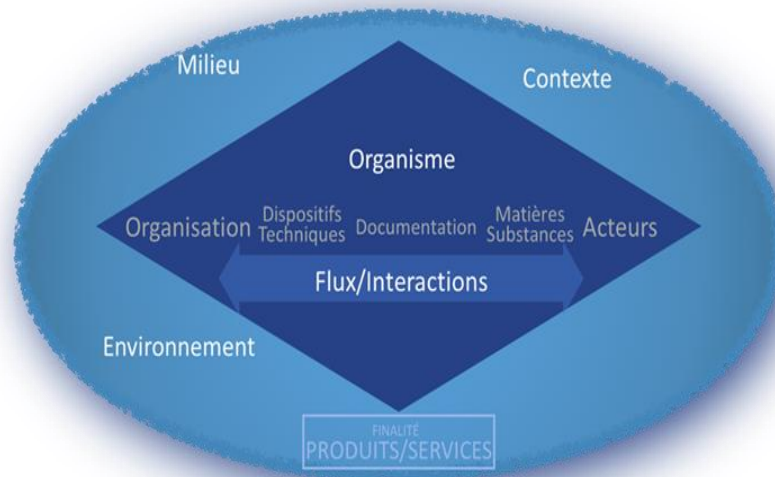 Milieu
Contexte
Organisme
Organisation
Dispositifs
Techniques
Documentation
Matières
Substances
Acteurs
Flux/Interactions
Environnement
FINALITÉ
PRODUITS/SERVICES